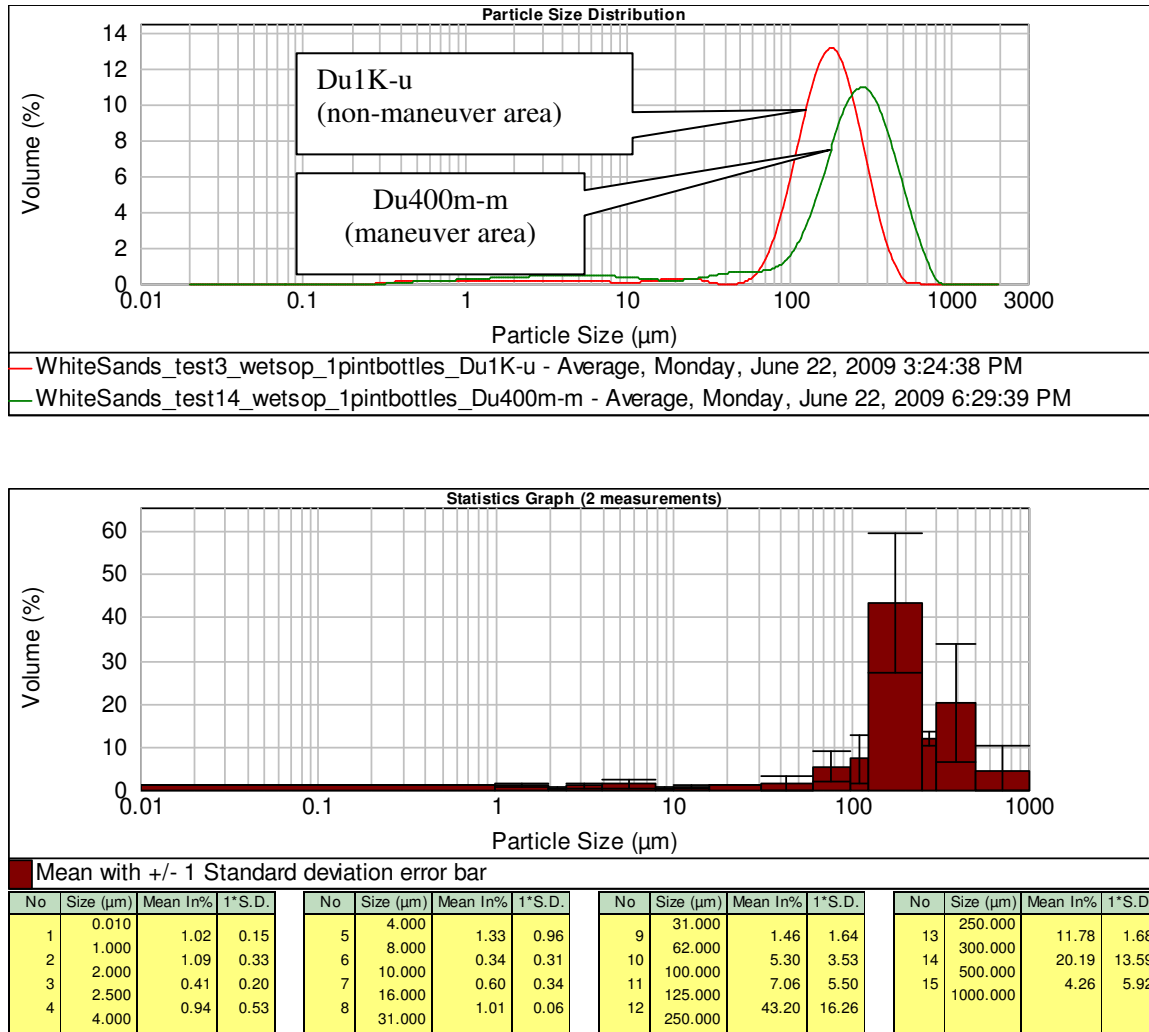 Particle Size Distribution
14
12
10
8
6
4
2
0
Volume (%)
Du1K-u
(non-maneuver area)
Du400m-m
(maneuver area)
0.01 0.1 1 10 100 1000 3000
Particle Size (µm)
WhiteSands_test3_wetsop_1pintbottles_Du1K-u - Average, Monday, June 22, 2009 3:24:38 PM
WhiteSands_test14_wetsop_1pintbottles_Du400m-m - Average, Monday, June 22, 2009 6:29:39 PM
Statistics Graph (2 measurements)
60
50
40
30
20
10
0
Volume (%)
0.01 0.1 1 10 100 1000
Particle Size (µm)
Mean with +/- 1 Standard deviation error bar
No Size (µm) Mean In% 1*S.D.
0.010
1 1.02 0.15
1.000
2 1.09 0.33
2.000
3 0.41 0.20
2.500
4 0.94 0.53
4.000
No Size (µm) Mean In% 1*S.D.
4.000
5 1.33 0.96
8.000
6 0.34 0.31
10.000
7 0.60 0.34
16.000
8 1.01 0.06
31.000
No Size (µm) Mean In% 1*S.D.
31.000
9 1.46 1.64
62.000
10 5.30 3.53
100.000
11 7.06 5.50
125.000
12 43.20 16.26
250.000
No Size (µm) Mean In% 1*S.D
250.000
13 11.78 1.68
300.000
14 20.19 13.59
500.000
15 4.26 5.92
1000.000